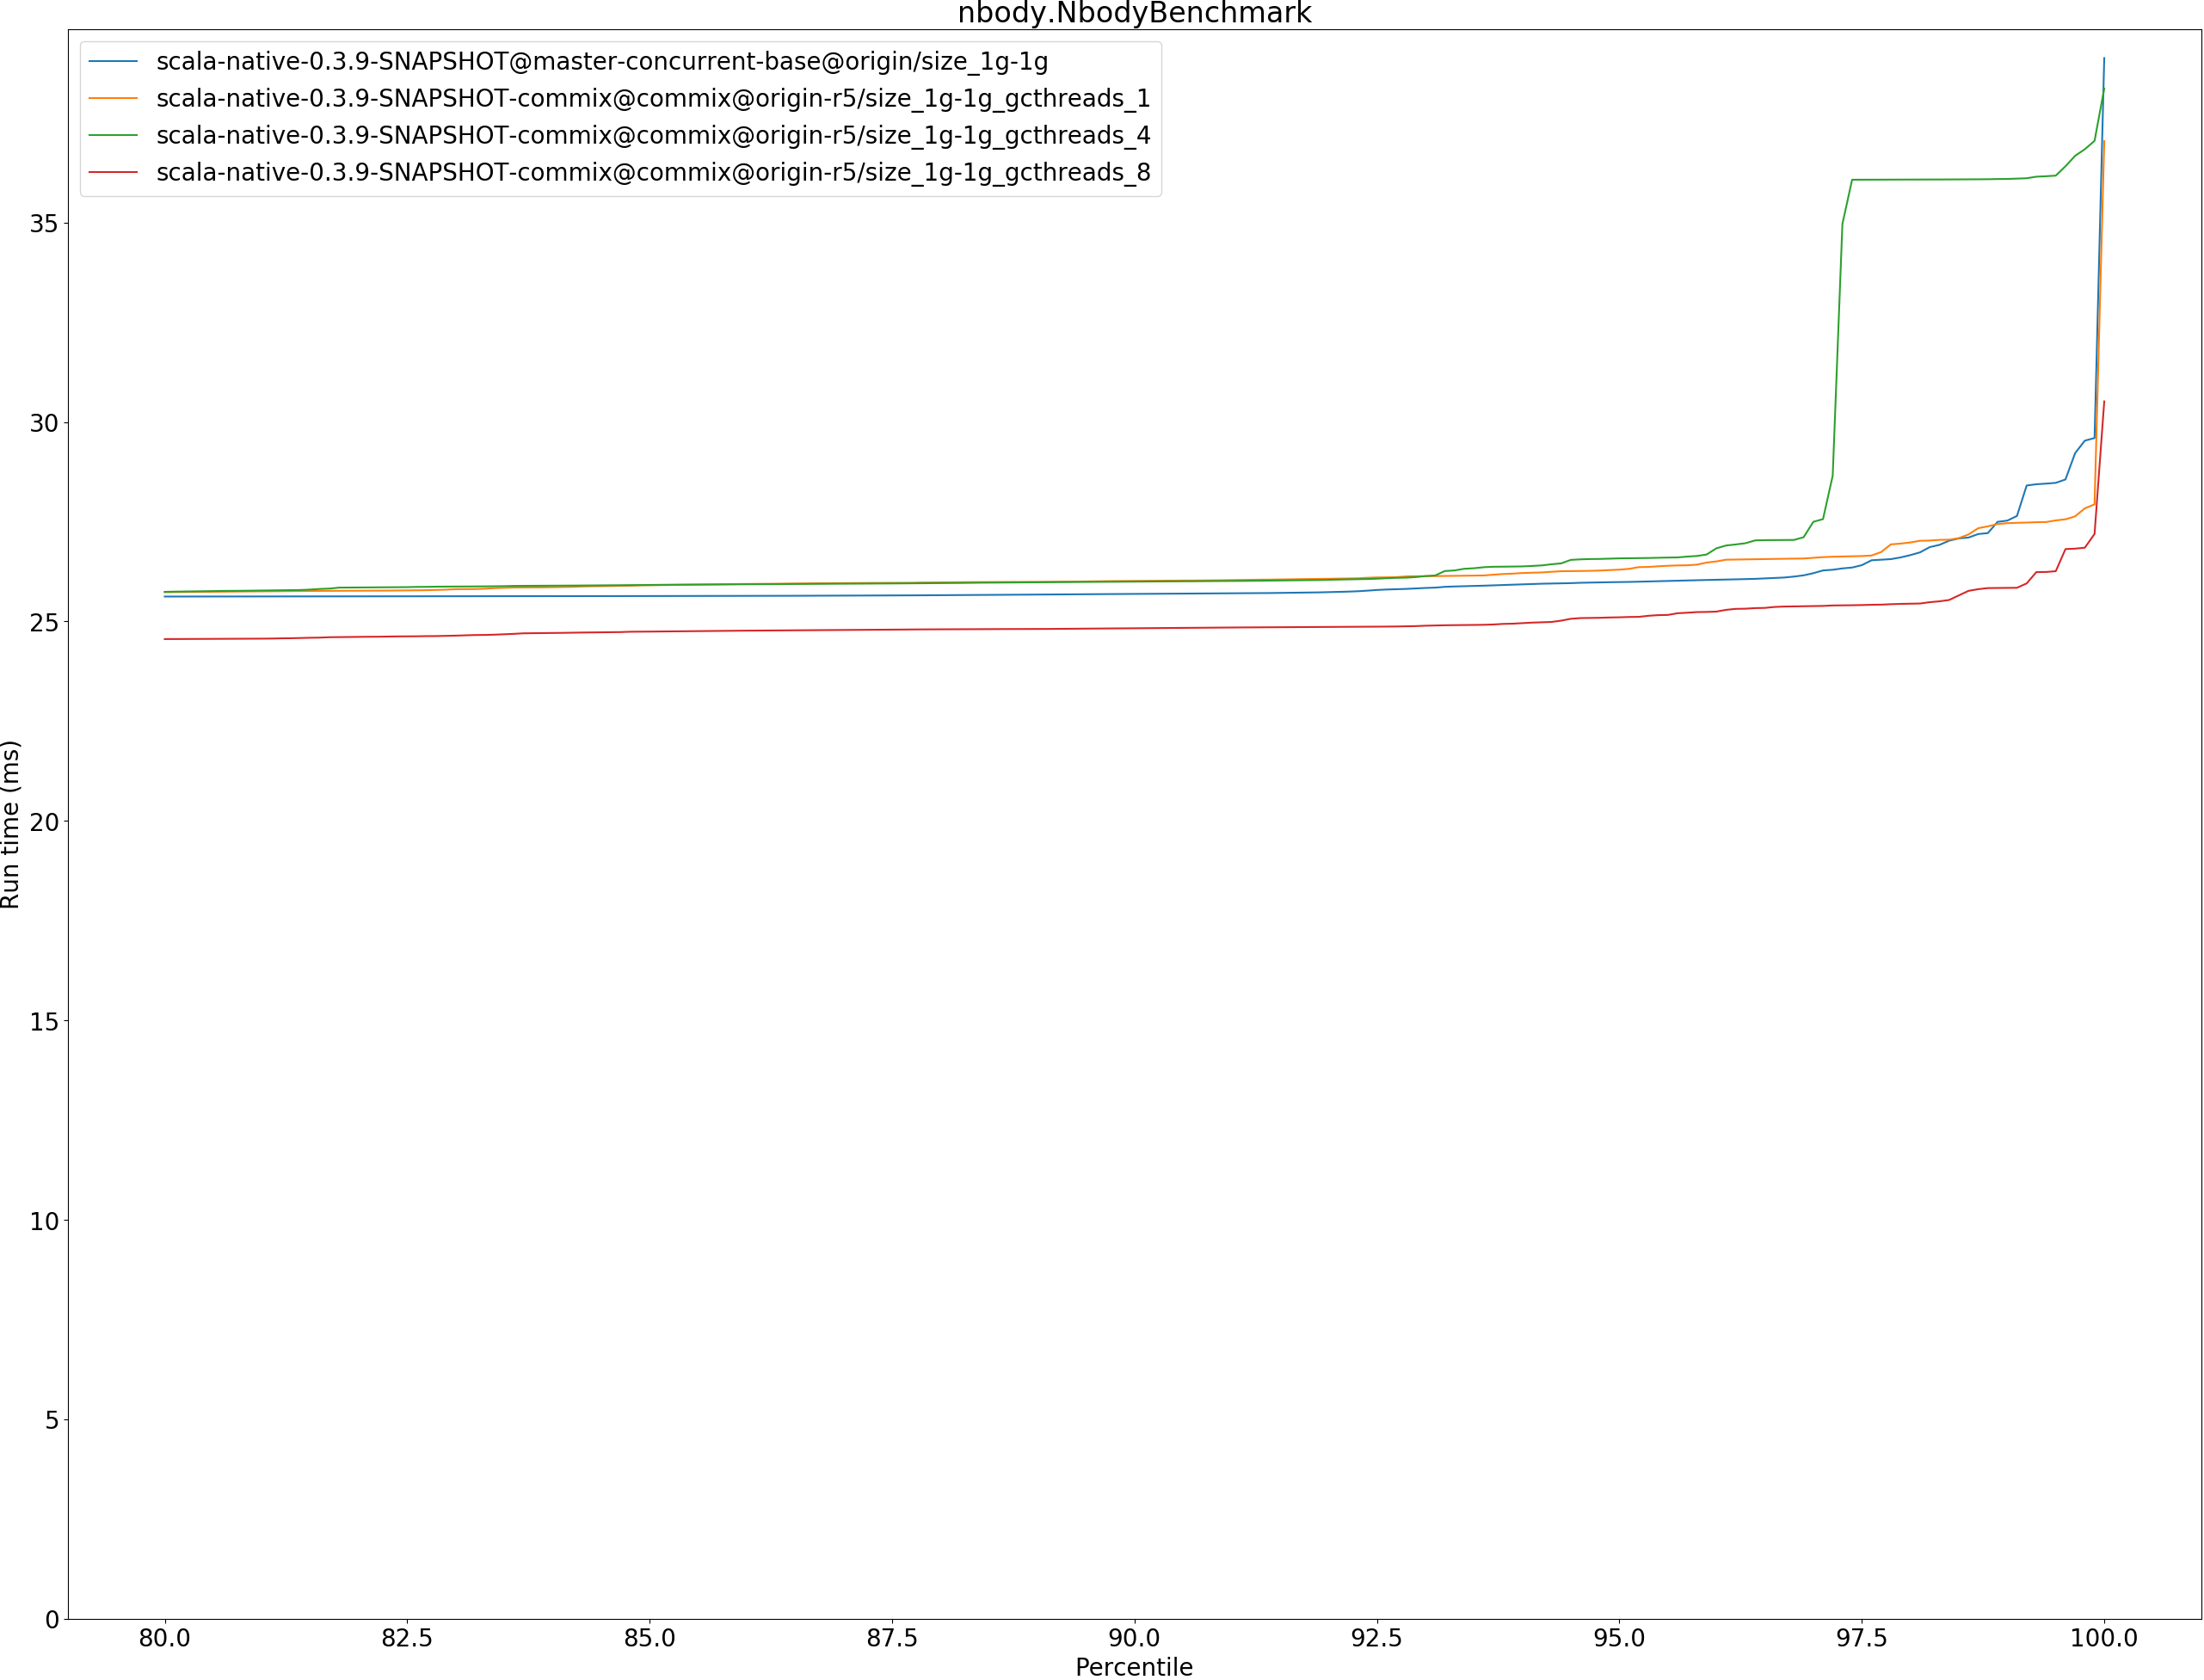 nbody.NbodyBenchmark
scala-native-0.3.9-SNAPSHOT@master-concurrent-base@origin/size_1g-1g
scala-native-0.3.9-SNAPSHOT-commix@commix@origin-r5/size_1g-1g_gcthreads_1
scala-native-0.3.9-SNAPSHOT-commix@commix@origin-r5/size_1g-1g_gcthreads_4
scala-native-0.3.9-SNAPSHOT-commix@commix@origin-r5/size_1g-1g_gcthreads_8
35
30
25
20
15
10
5
0
Run time (ms)
80.0 82.5 85.0 87.5 90.0 92.5 95.0 97.5 100.0
Percentile